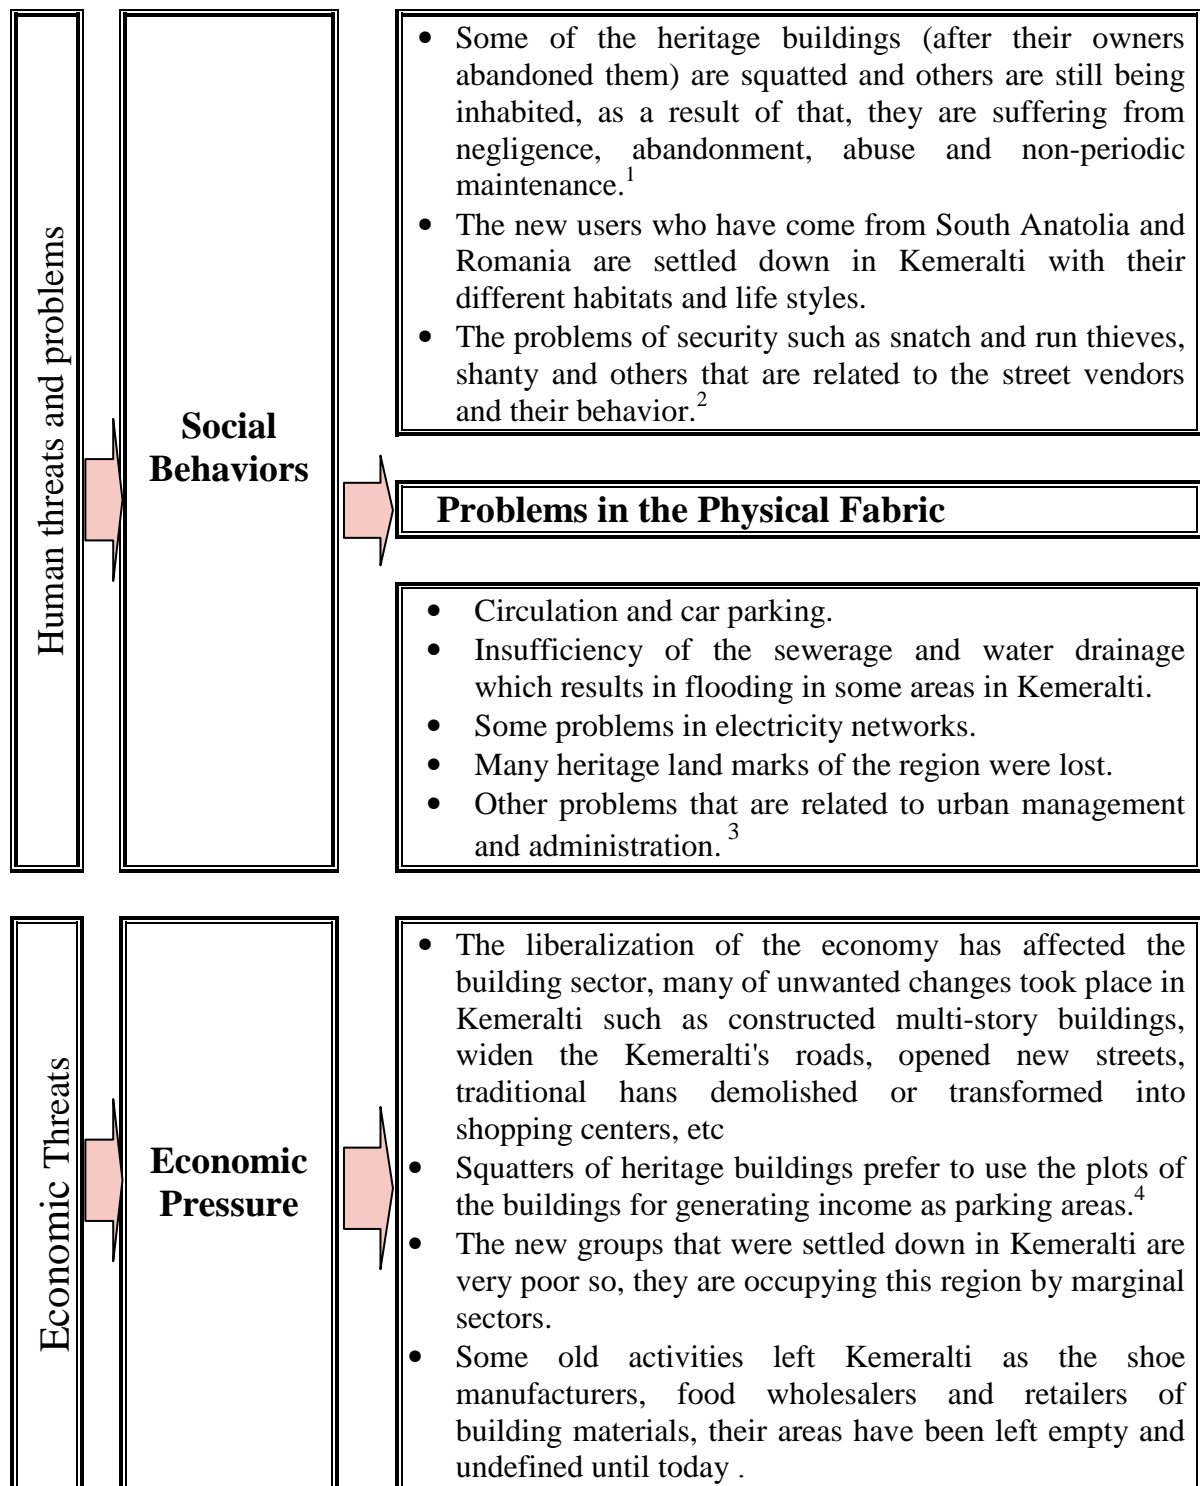 Human threats and problems
Social
Behaviors
• Some of the heritage buildings (after their owners
abandoned them) are squatted and others are still being
inhabited, as a result of that, they are suffering from
negligence, abandonment, abuse and non-periodic
maintenance.1
• The new users who have come from South Anatolia and
Romania are settled down in Kemeralti with their
different habitats and life styles.
• The problems of security such as snatch and run thieves,
shanty and others that are related to the street vendors
and their behavior.2
Problems in the Physical Fabric
• Circulation and car parking.
• Insufficiency of the sewerage and water drainage
which results in flooding in some areas in Kemeralti.
• Some problems in electricity networks.
• Many heritage land marks of the region were lost.
• Other problems that are related to urban management
and administration. 3
Economic Threats
Economic
Pressure
• The liberalization of the economy has affected the
building sector, many of unwanted changes took place in
Kemeralti such as constructed multi-story buildings,
widen the Kemeralti's roads, opened new streets,
traditional hans demolished or transformed into
shopping centers, etc
• Squatters of heritage buildings prefer to use the plots of
the buildings for generating income as parking areas.4
• The new groups that were settled down in Kemeralti are
very poor so, they are occupying this region by marginal
sectors.
• Some old activities left Kemeralti as the shoe
manufacturers, food wholesalers and retailers of
building materials, their areas have been left empty and
undefined until today .